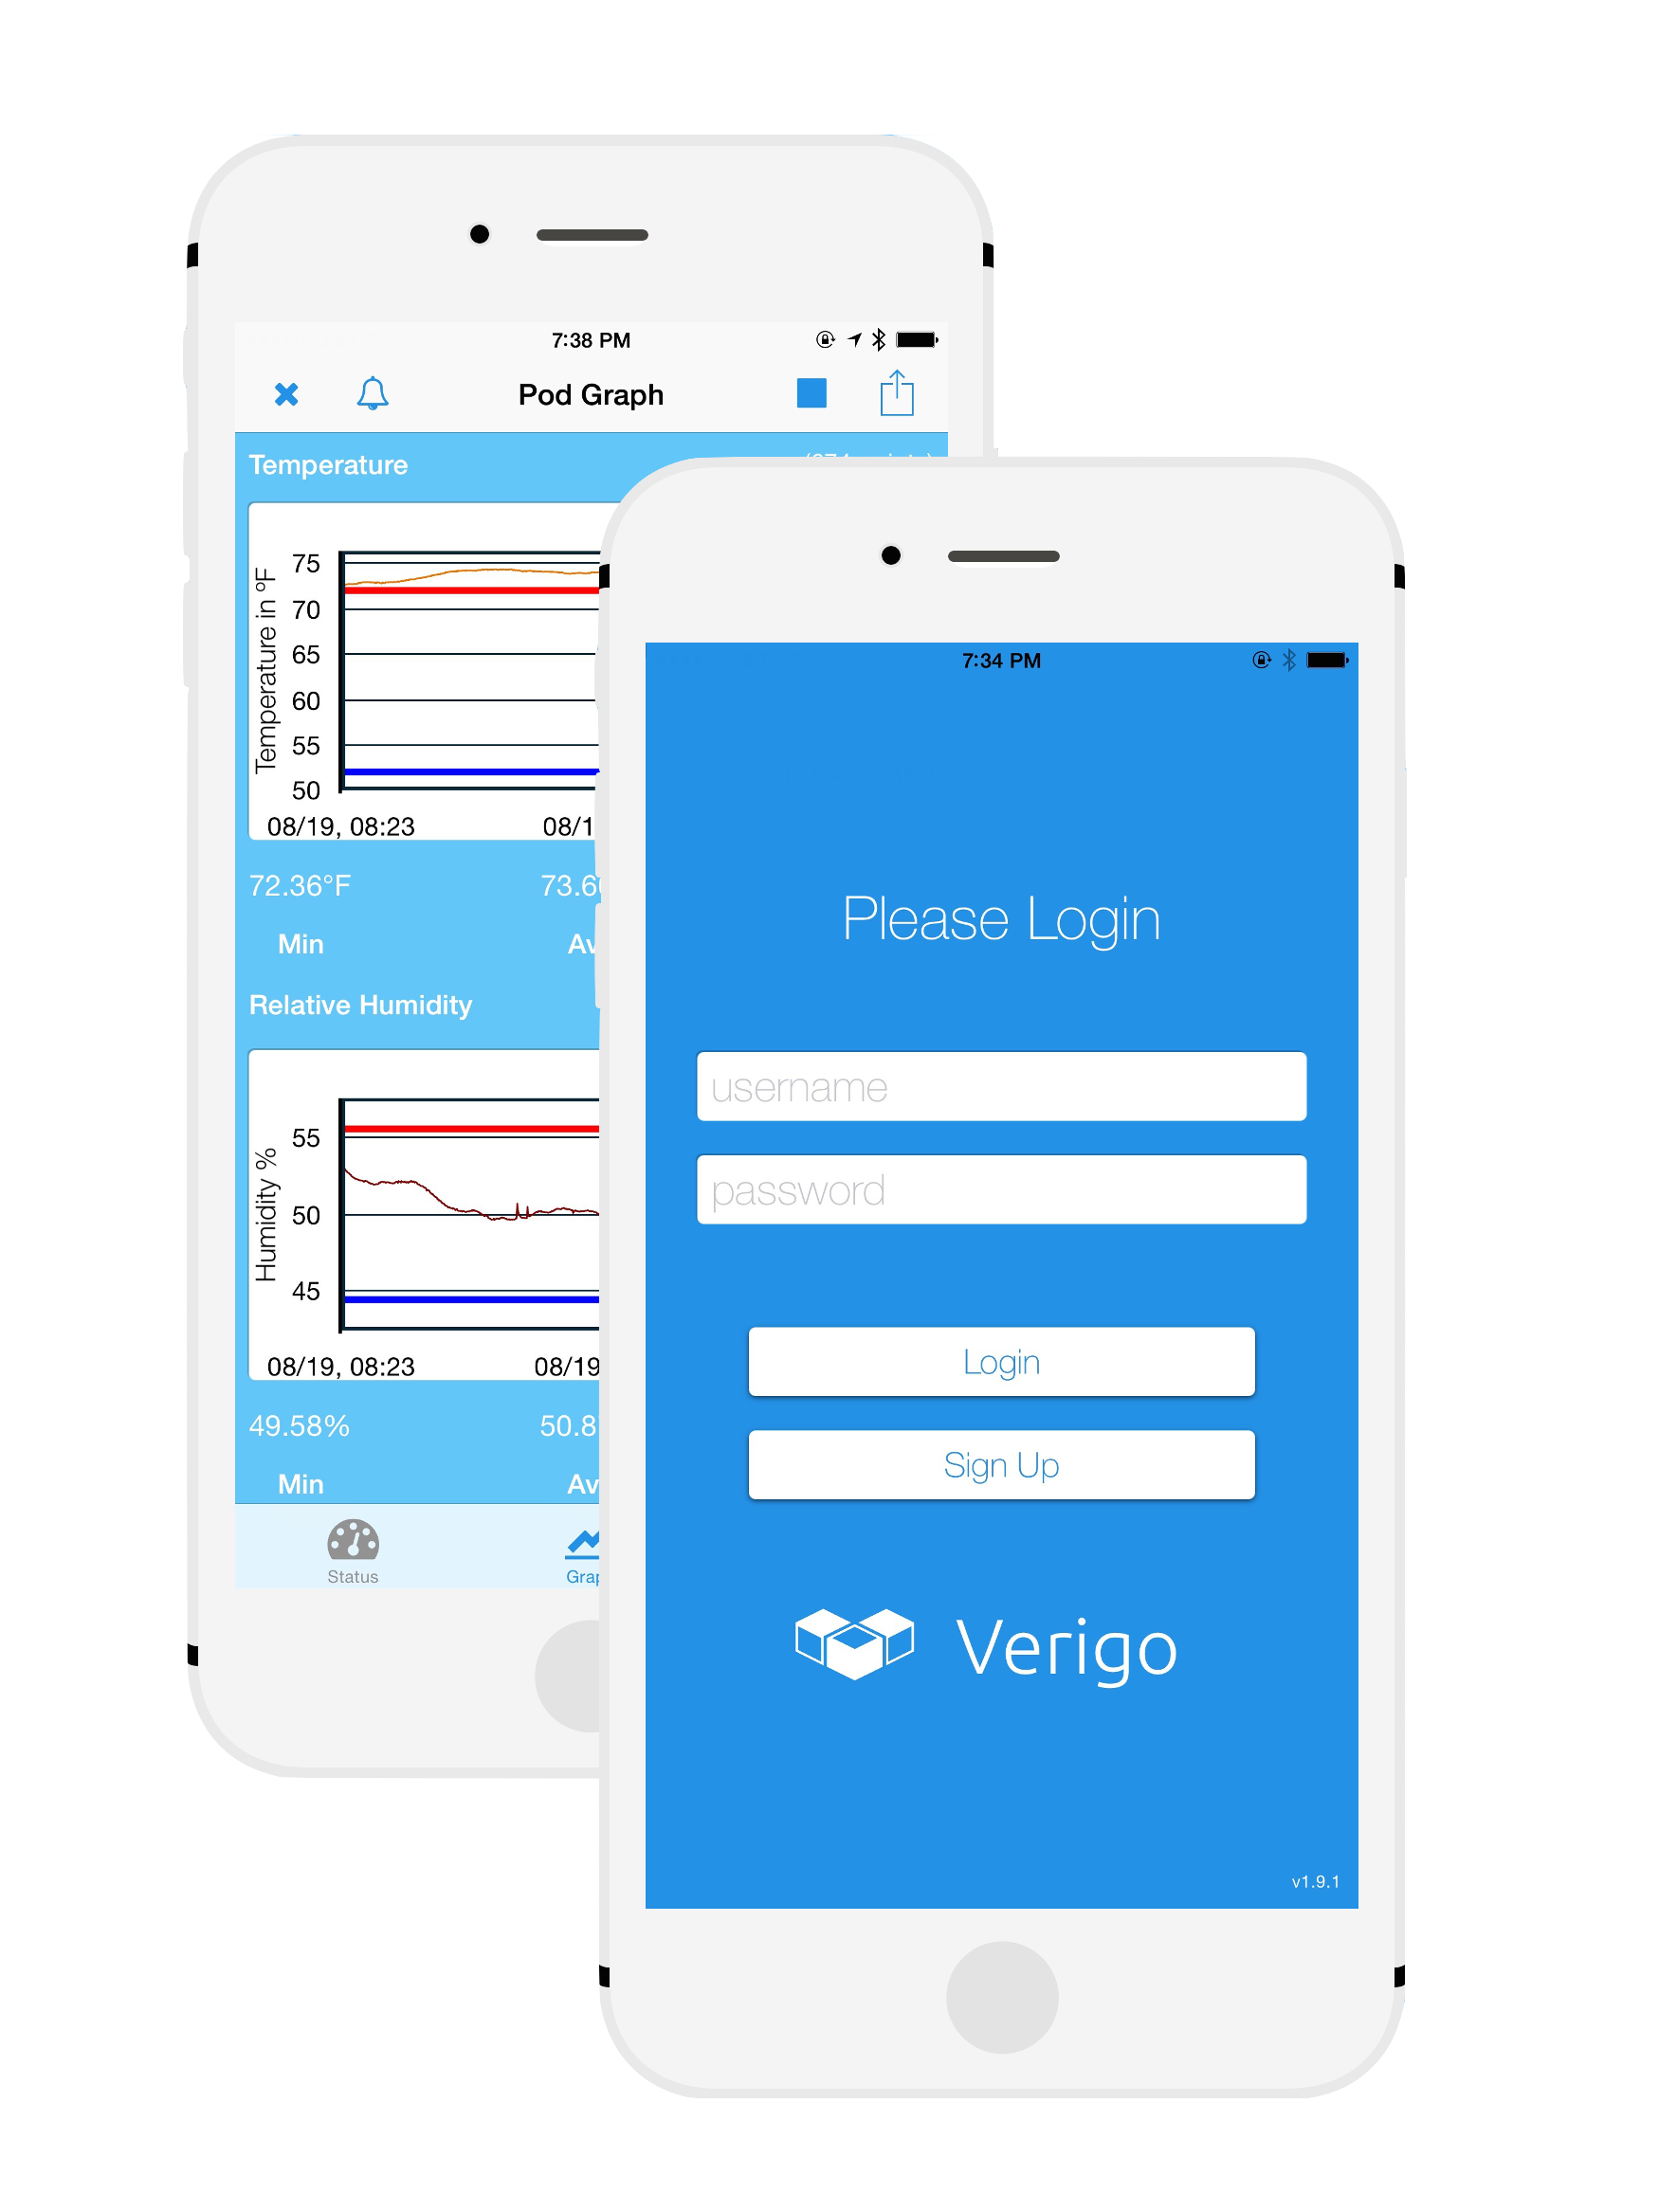 7:38 PM
Pod Graph
Temperature
Temperature in °F
75
70
65
60
55
50
08/19, 08:23 08/1
72.36°F 73.6
Min Av
Relative Humidity
Humidity %
55
50
45
08/19, 08:23 08/19
49.58% 50.8
Min Av
Status Grap
7:34 PM
Please Login
username
password
Login
Sign Up
Verigo
v1.9.1